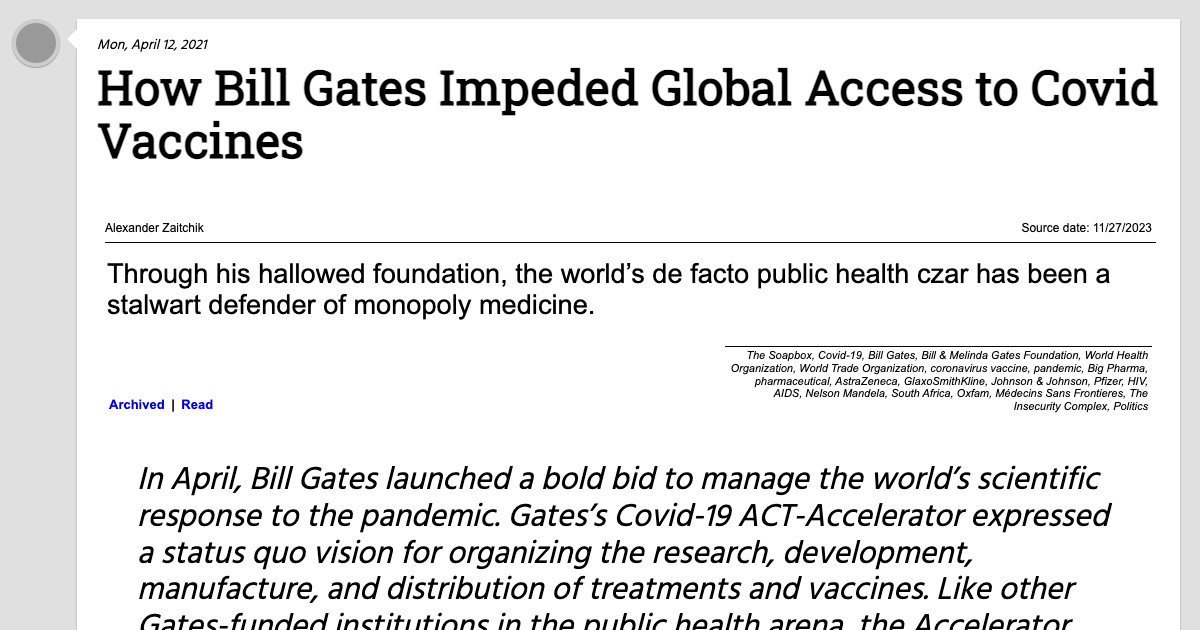 Mon, April 12, 2021
How Bill Gates Impeded Global Access to Covid
Vaccines
Alexander Zaitchik
Source date: 11/27/2023
Through his hallowed foundation, the world’s de facto public health czar has been a
stalwart defender of monopoly medicine.
The Soapbox, Covid-19, Bill Gates, Bill & Melinda Gates Foundation, World Health
Organization, World Trade Organization, coronavirus vaccine, pandemic, Big Pharma,
pharmaceutical, AstraZeneca, GlaxoSmithKline, Johnson & Johnson, Pfizer, HIV,
AIDS, Nelson Mandela, South Africa, Oxfam, Médecins Sans Frontieres, The
Insecurity Complex, Politics
Archived | Read
In April, Bill Gates launched a bold bid to manage the world’s scientific
response to the pandemic. Gates’s Covid-19 ACT-Accelerator expressed
a status quo vision for organizing the research, development,
manufacture, and distribution of treatments and vaccines. Like other
Gates-funded institutions in the public health arena, the Accelerator